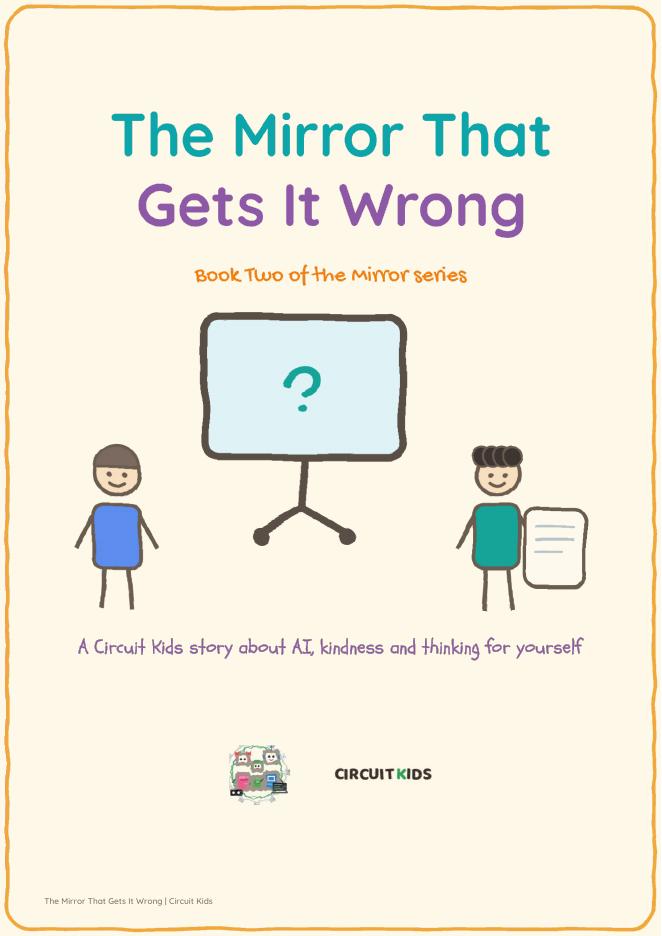 The Mirror That
Gets It Wrong
Book Two of the Mirror series
?
A Circuit Kids story about AI, kindness and thinking for yourself
CIRCUIT KIDS
The Mirror That Gets It Wrong | Circuit Kids